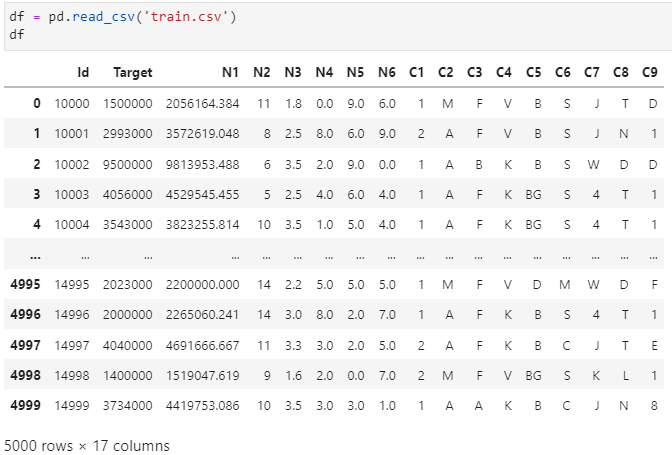 df = pd.read_csv('train.csv')
df
Id Target N1 N2 N3 N4 N5 N6 C1 C2 C3 C4 C5 C6 C7 C8 C9
0 10000 1500000 2056164.384 11 1.8 0.0 9.0 6.0 1 M F V B S J T D
1 10001 2993000 3572619.048 8 2.5 8.0 6.0 9.0 2 A F V B S J N 1
2 10002 9500000 9813953.488 6 3.5 2.0 9.0 0.0 1 A B K B S W D D
3 10003 4056000 4529545.455 5 2.5 4.0 6.0 4.0 1 A F K BG S 4 T 1
4 10004 3543000 3823255.814 10 3.5 1.0 5.0 4.0 1 A F K BG S 4 T 1
... ... ... ... ... ... ... ... ... ... ... ... ... ... ... ... ... ...
4995 14995 2023000 2200000.000 14 2.2 5.0 5.0 5.0 1 M F V D M W D F
4996 14996 2000000 2265060.241 14 3.0 8.0 2.0 7.0 1 A F K B S 4 T 1
4997 14997 4040000 4691666.667 11 3.3 3.0 2.0 5.0 2 A F K B C J T E
4998 14998 1400000 1519047.619 9 1.6 2.0 0.0 7.0 2 M F V BG S K L 1
4999 14999 3734000 4419753.086 10 3.5 3.0 3.0 1.0 1 A A K B C J N 8
5000 rows × 17 columns